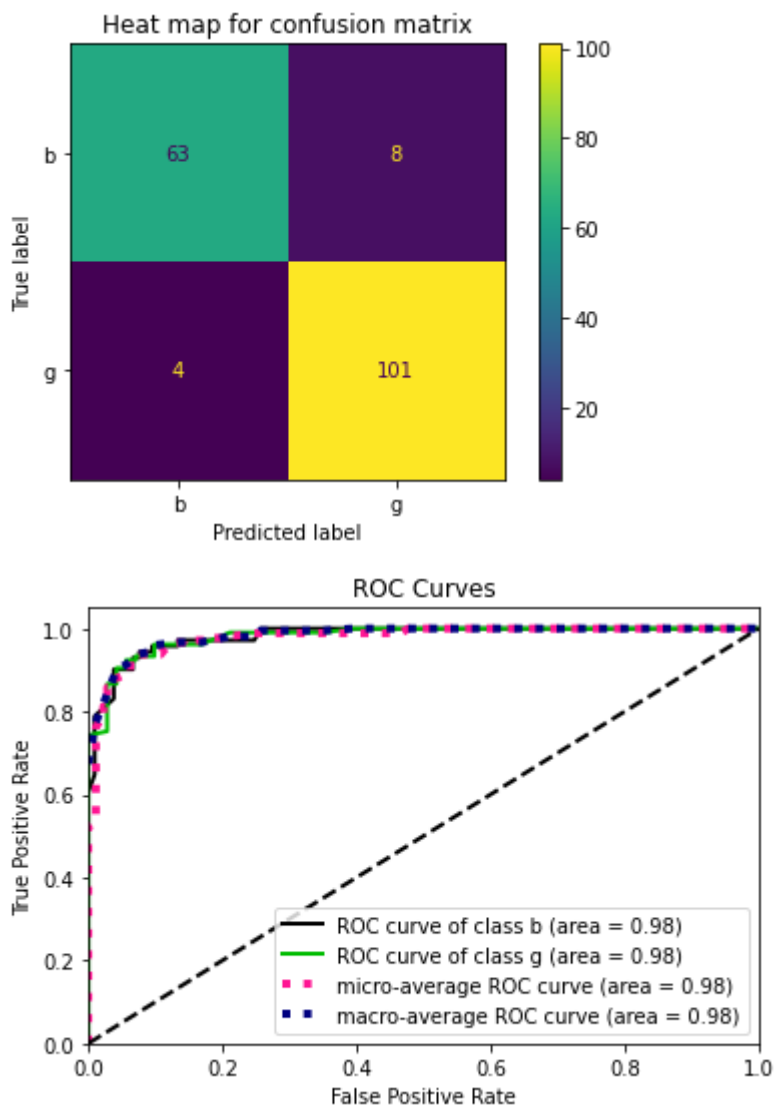 Heat map for confusion matrix
100
80
60
40
20
True label
b
63
8
g
4
101
b
g
Predicted label
ROC Curves
True Positive Rate
1.0
0.8
0.6
0.4
0.2
0.0
ROC curve of class b (area = 0.98)
ROC curve of class g (area = 0.98)
micro-average ROC curve (area = 0.98)
macro-average ROC curve (area = 0.98)
0.0
0.2
0.4
0.6
0.8
1.0
False Positive Rate